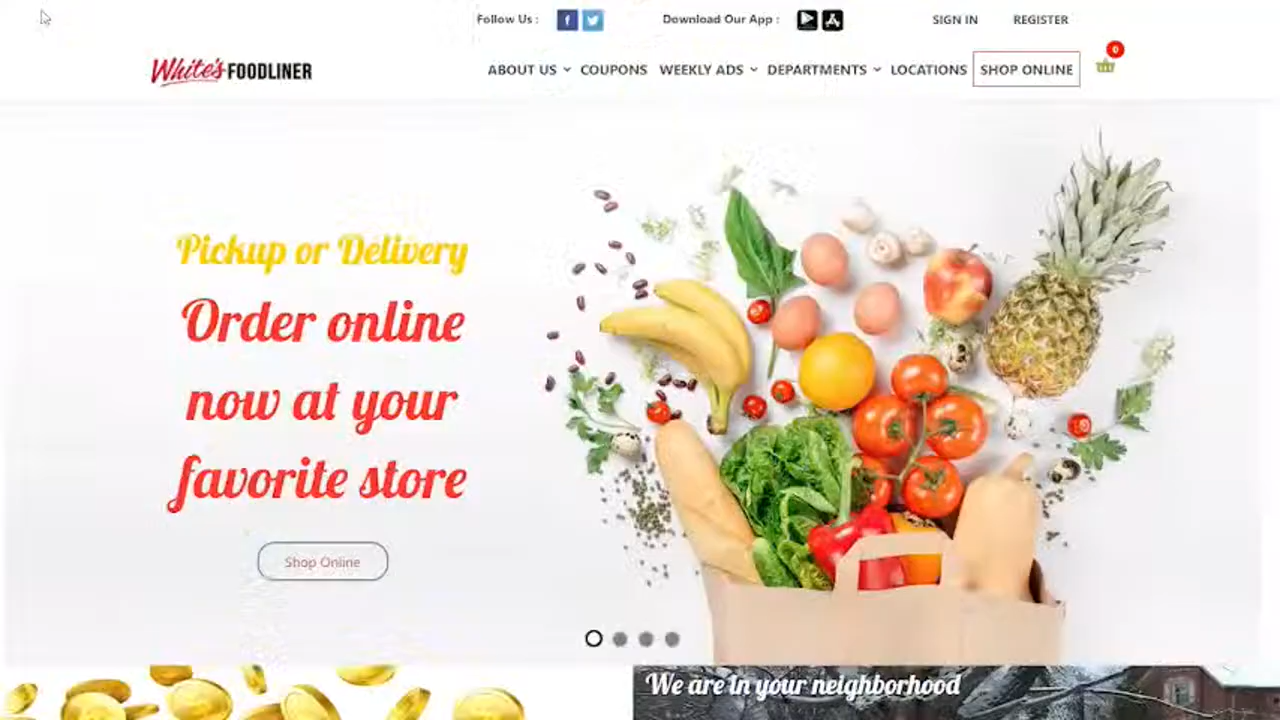 Follow Us :
Download Our App :
SIGN IN
REGISTER
White's FOODLINER
ABOUT US
COUPONS
WEEKLY ADS
DEPARTMENTS
LOCATIONS
SHOP ONLINE
0
Pickup or Delivery
Order online
now at your
favorite store
Shop Online
We are in your neighborhood